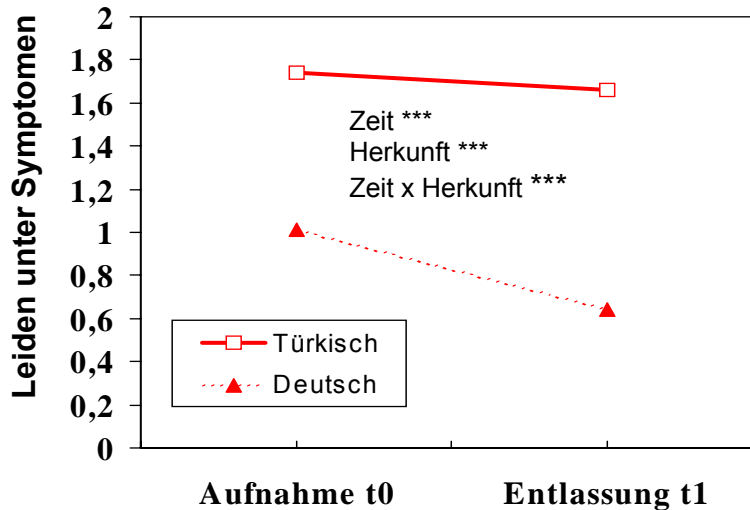 Leiden unter Symptomen
2
1,8
1,6
1,4
1,2
1
0,8
0,6
0,4
0,2
0
Zeit ***
Herkunft ***
Zeit x Herkunft ***
Türkisch
Deutsch
Aufnahme t0 Entlassung t1